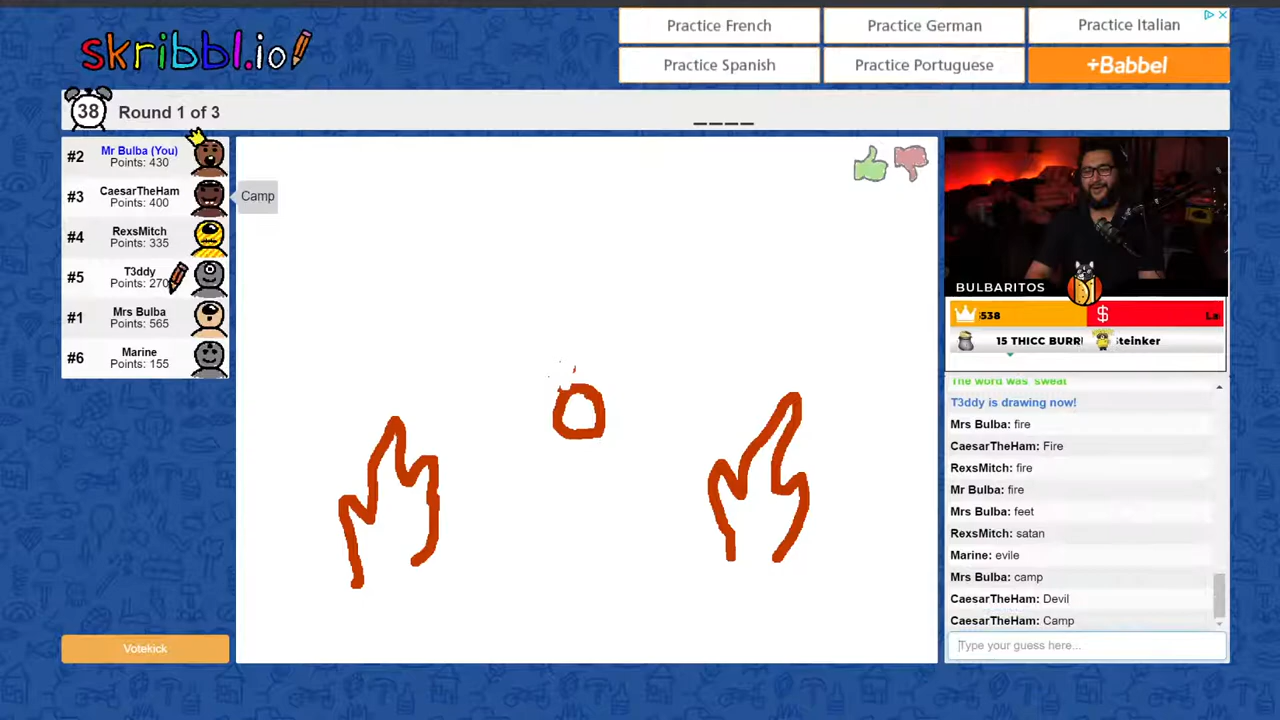 skribbl.io
Practice French
Practice German
Practice Italian
Practice Spanish
Practice Portuguese
+Babbel
38
Round 1 of 3
____
#2
Mr Bulba (You)
Points: 430
#3
CaesarTheHam
Points: 400
Camp
#4
RexsMitch
Points: 335
#5
T3ddy
Points: 270
#1
Mrs Bulba
Points: 565
#6
Marine
Points: 155
Votekick
BULBARITOS
538
$
La
15 THICC BURR
teinker
The word was 'sweat'
T3ddy is drawing now!
Mrs Bulba: fire
CaesarTheHam: Fire
RexsMitch: fire
Mr Bulba: fire
Mrs Bulba: feet
RexsMitch: satan
Marine: evile
Mrs Bulba: camp
CaesarTheHam: Devil
CaesarTheHam: Camp
Type your guess here...